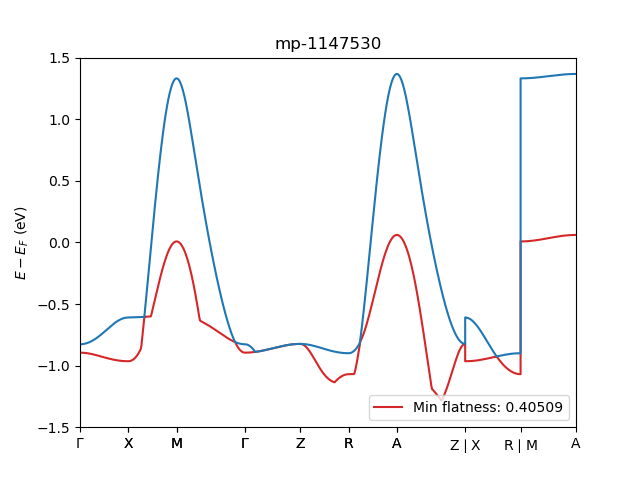 mp-1147530
E − E_F (eV)
1.5
1.0
0.5
0.0
−0.5
−1.0
−1.5
Min flatness: 0.40509
Γ X M Γ Z R A Z | X R | M A